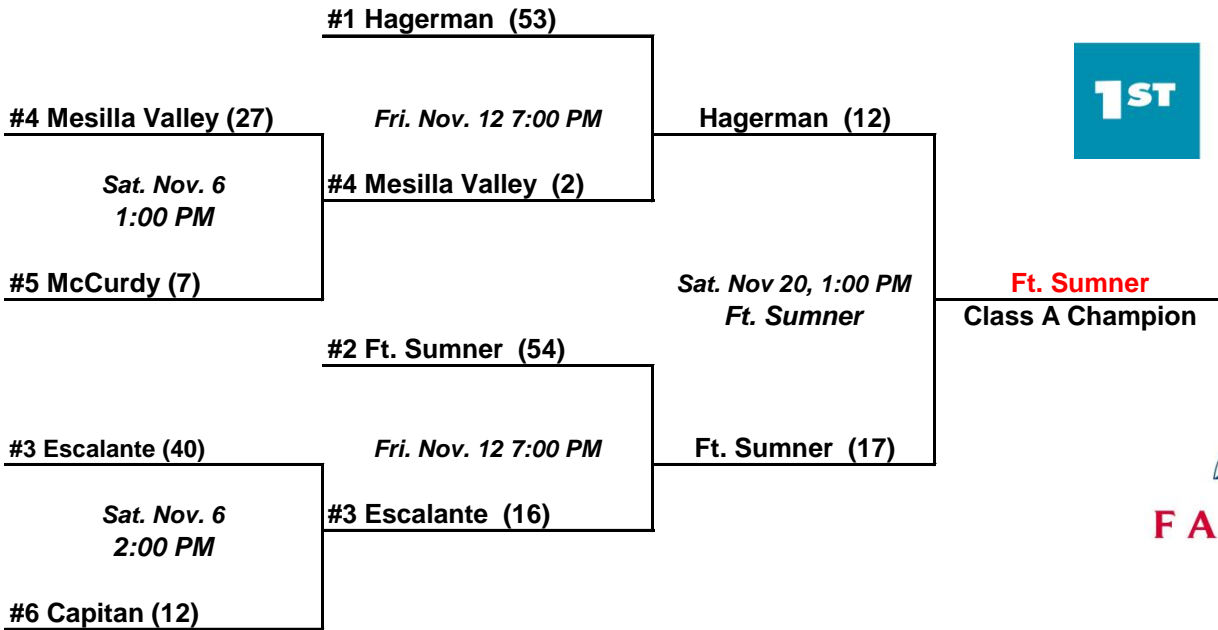 #1 Hagerman (53)
1ST
#4 Mesilla Valley (27)
Fri. Nov. 12 7:00 PM
Hagerman (12)
Sat. Nov. 6
1:00 PM
#4 Mesilla Valley (2)
#5 McCurdy (7)
Sat. Nov 20, 1:00 PM
Ft. Sumner
Ft. Sumner
Class A Champion
#2 Ft. Sumner (54)
#3 Escalante (40)
Fri. Nov. 12 7:00 PM
Ft. Sumner (17)
Sat. Nov. 6
2:00 PM
#3 Escalante (16)
F A
#6 Capitan (12)